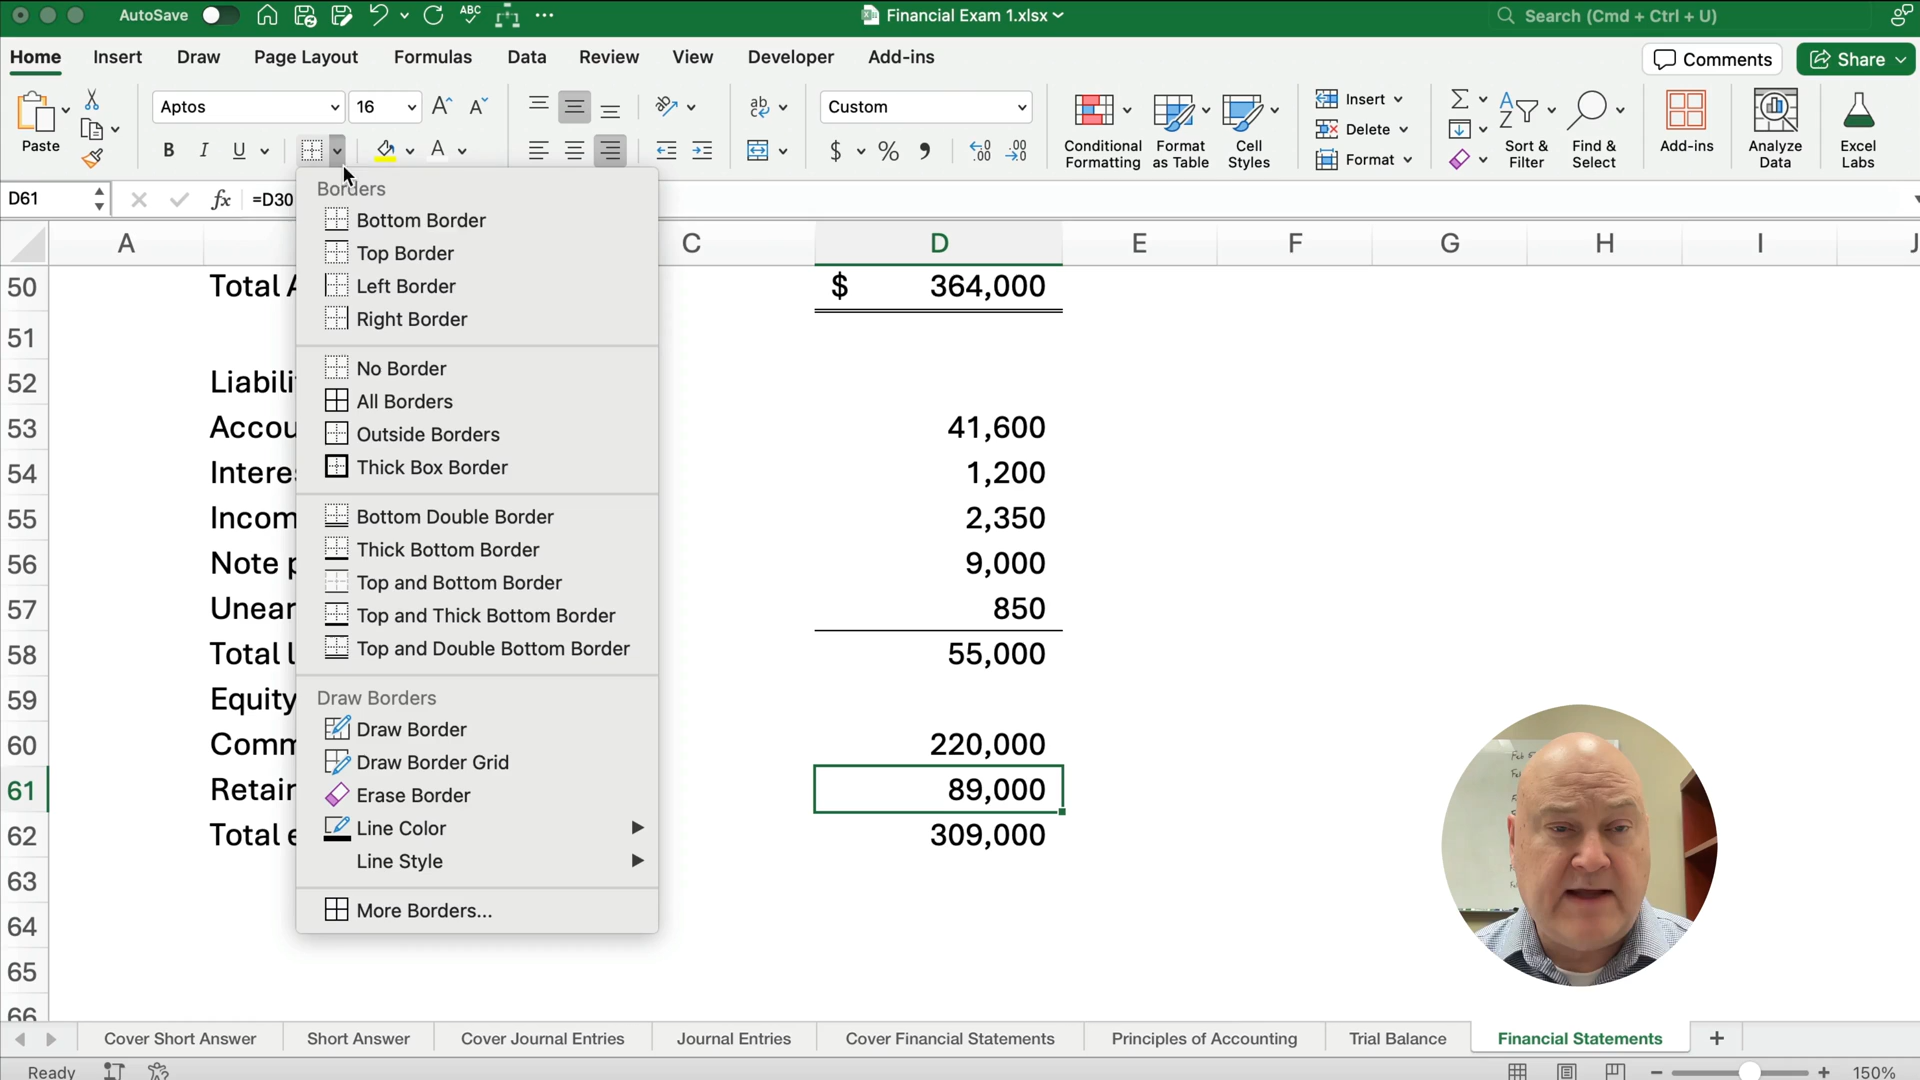 AutoSave
ABC
Financial Exam 1.xlsx
Search (Cmd + Ctrl + U)
Home
Insert
Draw
Page Layout
Formulas
Data
Review
View
Developer
Add-ins
Comments
Share
Paste
Aptos
16
Custom
Conditional
Formatting
Format
as Table
Cell
Styles
Insert
Delete
Format
Sort &
Filter
Find &
Select
Add-ins
Analyze
Data
Excel
Labs
D61
fx
=D30
Borders
Bottom Border
Top Border
Left Border
Right Border
No Border
All Borders
Outside Borders
Thick Box Border
Bottom Double Border
Thick Bottom Border
Top and Bottom Border
Top and Thick Bottom Border
Top and Double Bottom Border
Draw Borders
Draw Border
Draw Border Grid
Erase Border
Line Color
Line Style
More Borders...
A C D E F G H I J
50 Total A $ 364,000
51
52 Liabili
53 Accou 41,600
54 Intere 1,200
55 Incom 2,350
56 Note p 9,000
57 Unear 850
58 Total l 55,000
59 Equity
60 Comm 220,000
61 Retain 89,000
62 Total e 309,000
63
64
65
66
Cover Short Answer
Short Answer
Cover Journal Entries
Journal Entries
Cover Financial Statements
Principles of Accounting
Trial Balance
Financial Statements
Ready
150%